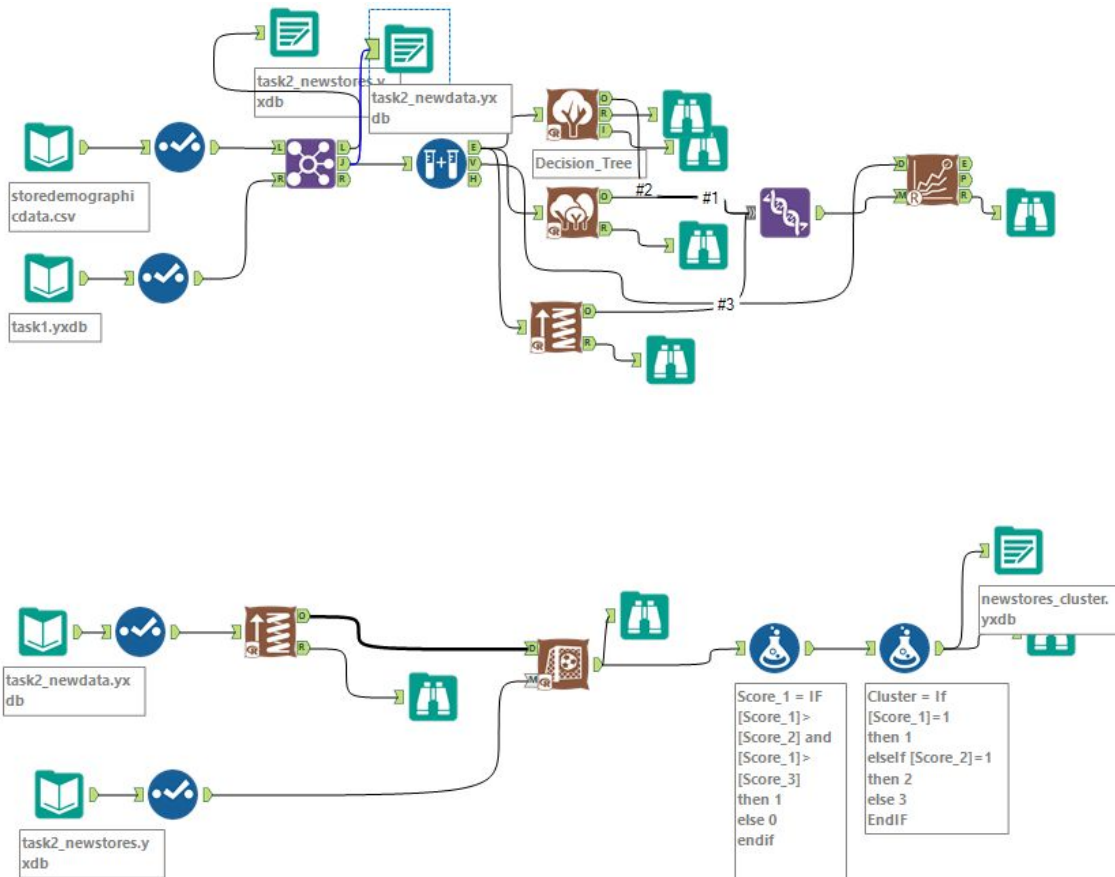 task2_newstores.y
xdb
task2_newdata.yx
db
storedemographi
cdata.csv
task1.yxdb
L
R
L
J
R
E
V
H
O
R
I
Decision_Tree
#2
#1
O
R
#3
O
R
D
M
E
P
R
R
task2_newdata.yx
db
O
R
D
M
task2_newstores.y
xdb
Score_1 = IF
[Score_1]>
[Score_2] and
[Score_1]>
[Score_3]
then 1
else 0
endif
Cluster = If
[Score_1]=1
then 1
elseIf [Score_2]=1
then 2
else 3
EndIF
newstores_cluster.
yxdb